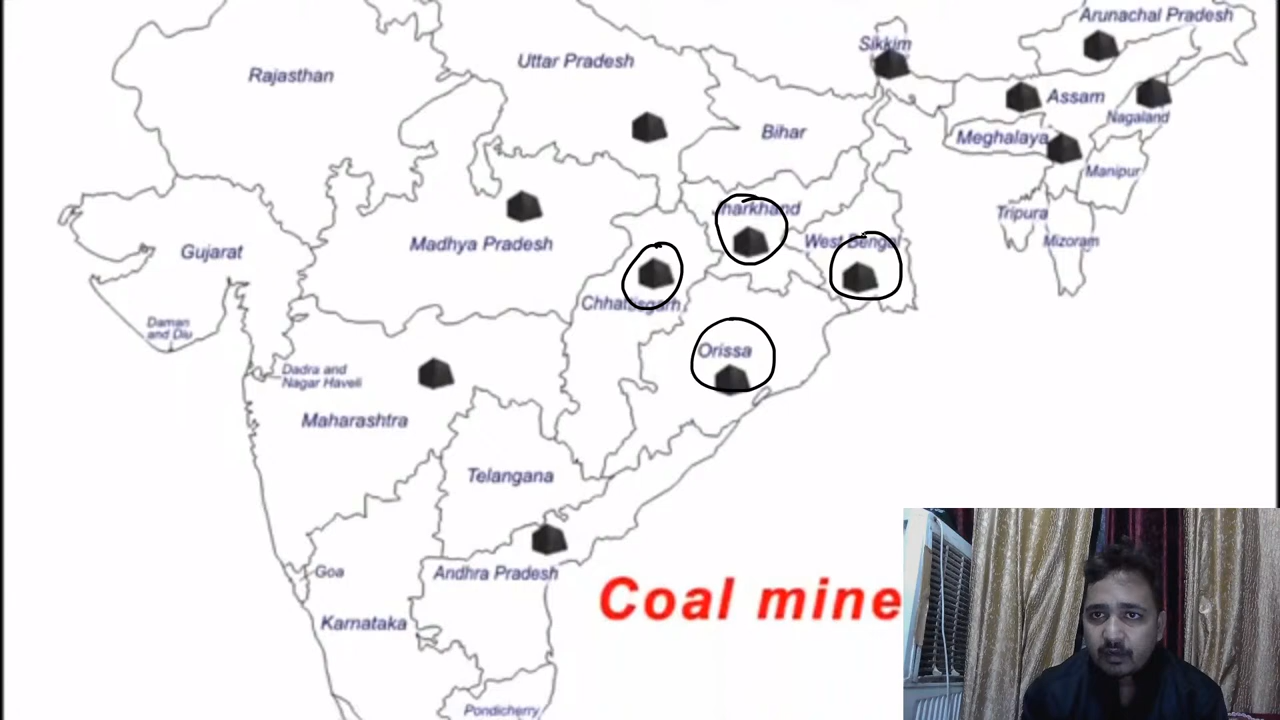 Arunachal Pradesh
Sikkim
Uttar Pradesh
Rajasthan
Assam
Nagaland
Bihar
Meghalaya
Manipur
Jharkhand
Tripura
West Bengal
Mizoram
Madhya Pradesh
Gujarat
Chhattisgarh
Daman
and Diu
Orissa
Dadra and
Nagar Haveli
Maharashtra
Telangana
Goa
Andhra Pradesh
Coal mine
Karnataka
Pondicherry